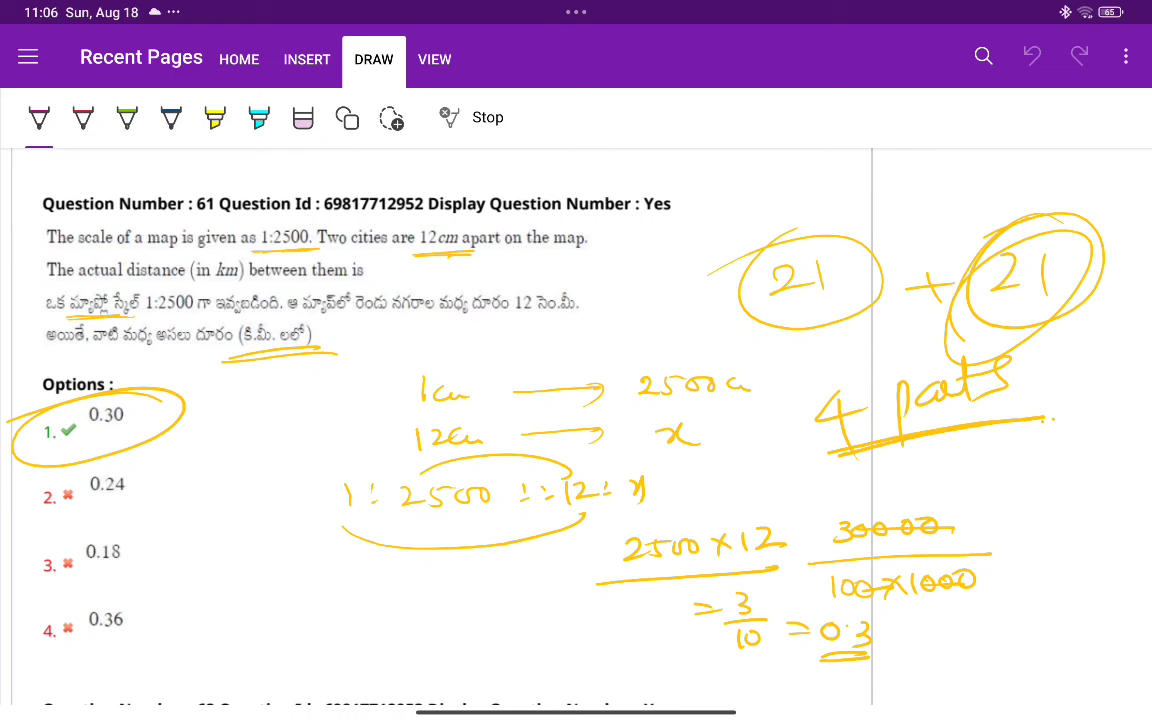 11:06 Sun, Aug 18
65
Recent Pages HOME INSERT DRAW VIEW
Stop
Question Number : 61 Question Id : 69817712952 Display Question Number : Yes
The scale of a map is given as 1:2500. Two cities are 12cm apart on the map.
The actual distance (in km) between them is
ఒక మ్యాప్లో స్కేల్ 1:2500 గా ఇవ్వబడింది. ఆ మ్యాప్‌లో రెండు నగరాల మధ్య దూరం 12 సెం.మీ.
అయితే, వాటి మధ్య అసలు దూరం (కి.మీ. లలో)
21 + 21
4 parts
Options :
1. 0.30
2. 0.24
3. 0.18
4. 0.36
1cm → 2500cm
12cm → x
1 : 2500 :: 12 : x
2500 × 12
30000
100 × 1000
= 3/10 = 0.3